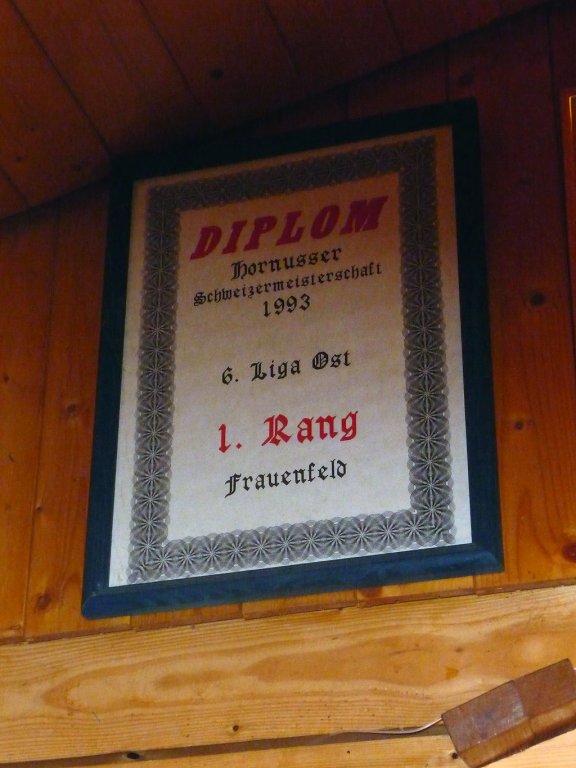 DIPLOM
Hornusser
Schweizermeisterschaft
1993
6. Liga Ost
1. Rang
Frauenfeld